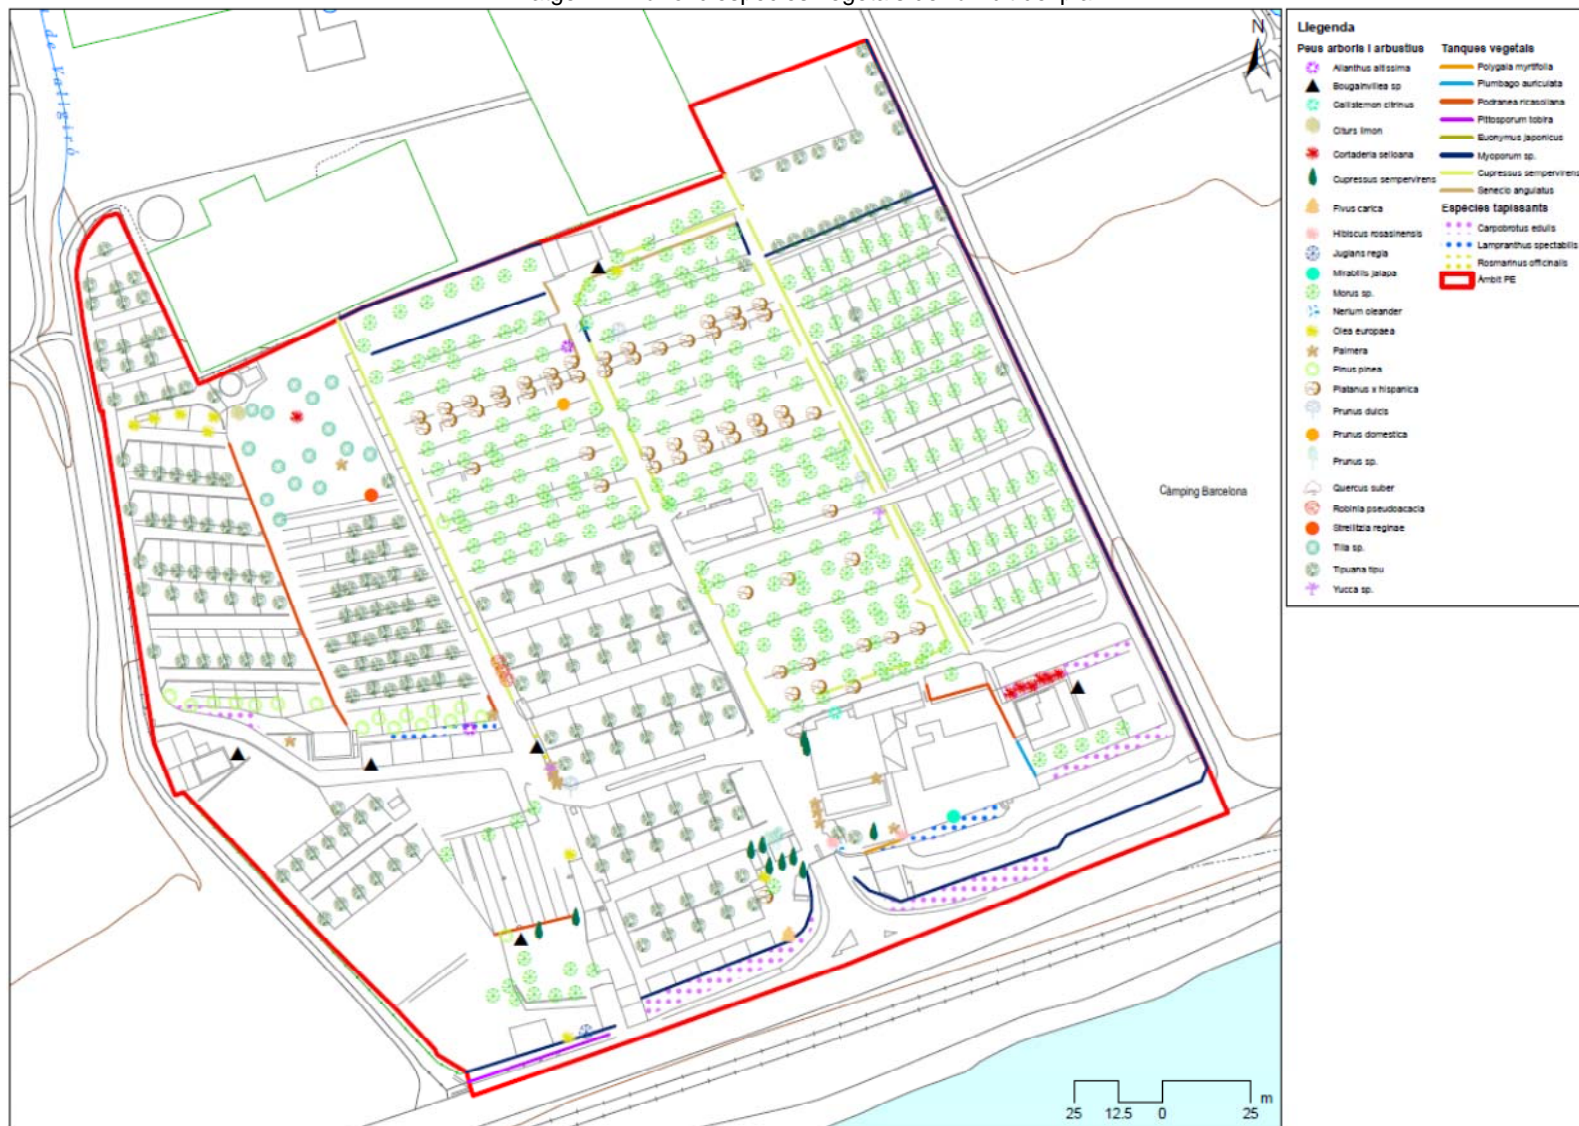 de Vallgiró
N
Càmping Barcelona
25 12.5 0 25 m
Llegenda
Peus arboris i arbustius
Ailanthus altissima
Bougainvillea sp
Callistemon citrinus
Citurs limon
Cortaderia selloana
Cupressus sempervirens
Fivus carica
Hibiscus rosasinensis
Juglans regia
Mirabilis jalapa
Morus sp.
Nerium oleander
Olea europaea
Palmera
Pinus pinea
Platanus x hispanica
Prunus dulcis
Prunus domestica
Prunus sp.
Quercus suber
Robinia pseudoacacia
Strelitzia reginae
Tilia sp.
Tipuana tipu
Yucca sp.
Tanques vegetals
Polygala myrtifolia
Plumbago auriculata
Podranea ricasoliana
Pittosporum tobira
Euonymus japonicus
Myoporum sp.
Cupressus sempervirens
Senecio angulatus
Espècies tapissants
Carpobrotus edulis
Lampranthus spectabilis
Rosmarinus officinalis
Àmbit PE